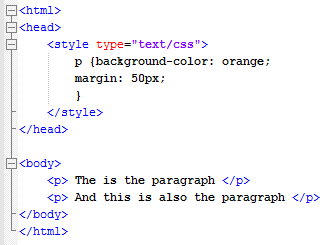 <html>
<head>
<style type="text/css">
p {background-color: orange;
margin: 50px;
}
</style>
</head>
<body>
<p> The is the paragraph </p>
<p> And this is also the paragraph </p>
</body>
</html>